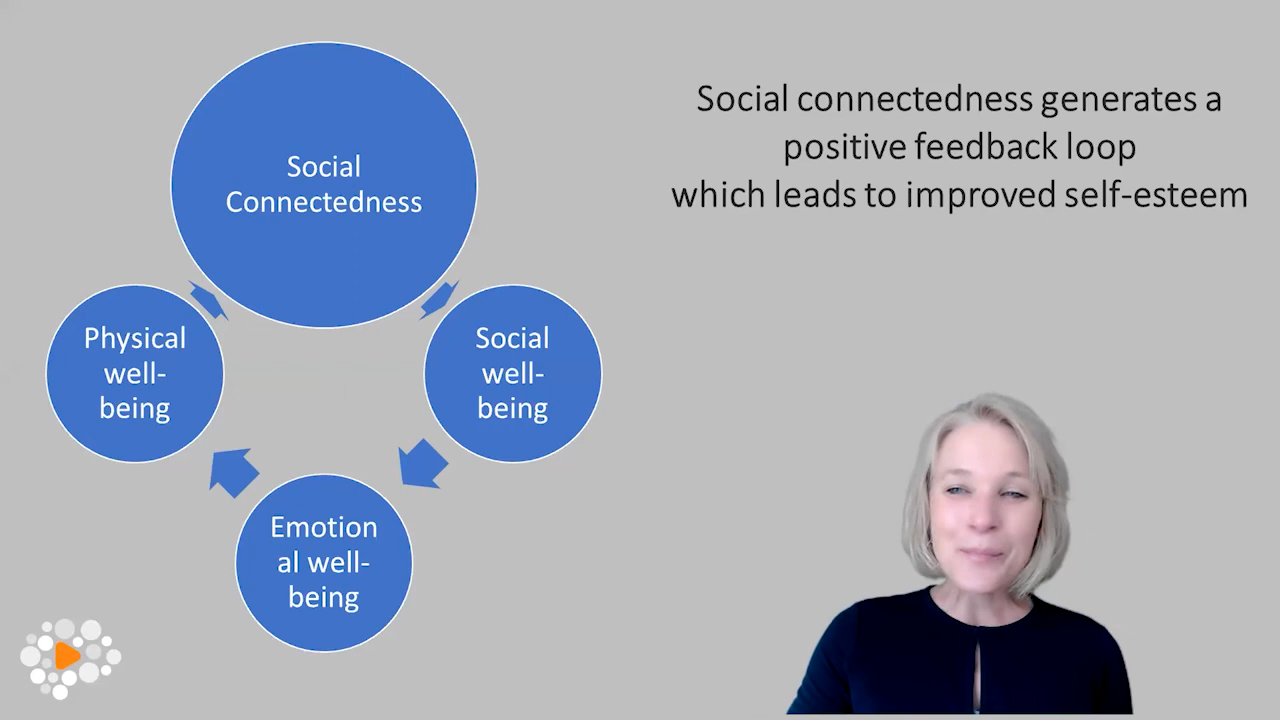 Social
Connectedness
Social connectedness generates a
positive feedback loop
which leads to improved self-esteem
Physical
well-
being
Social
well-
being
Emotion
al well-
being